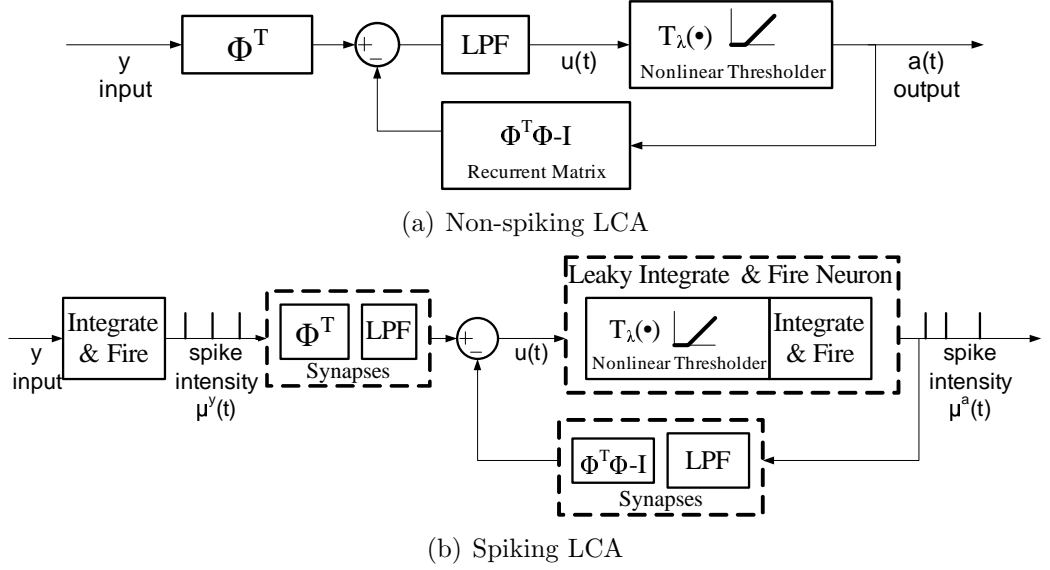 Φ^T
+
−
LPF
T_λ(•)
Nonlinear Thresholder
y
input
u(t)
a(t)
output
Φ^TΦ-I
Recurrent Matrix
(a) Non-spiking LCA
Leaky Integrate & Fire Neuron
Integrate
& Fire
Φ^T
LPF
Synapses
+
−
T_λ(•)
Nonlinear Thresholder
Integrate
& Fire
y
input
spike
intensity
μ^y(t)
u(t)
spike
intensity
μ^a(t)
Φ^TΦ-I
LPF
Synapses
(b) Spiking LCA